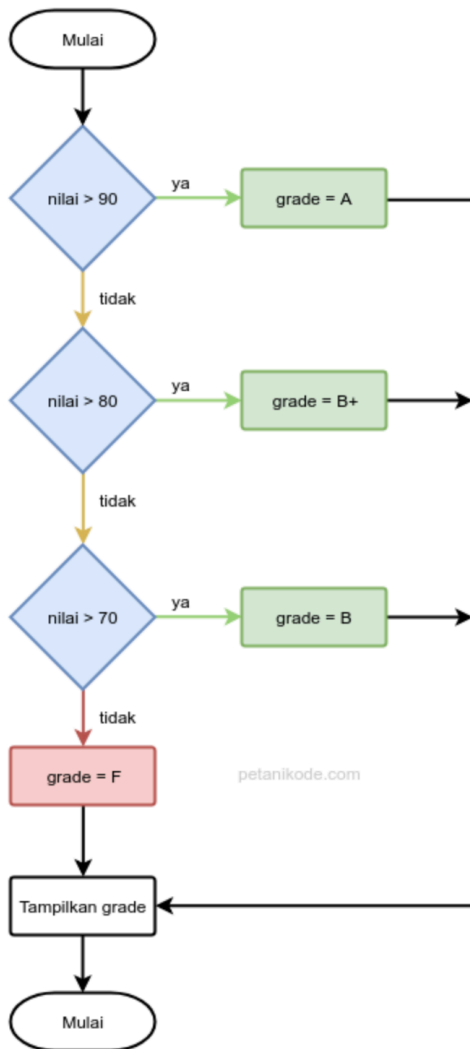 Mulai
nilai > 90
ya
grade = A
tidak
nilai > 80
ya
grade = B+
tidak
nilai > 70
ya
grade = B
tidak
grade = F
petanikode.com
Tampilkan grade
Mulai